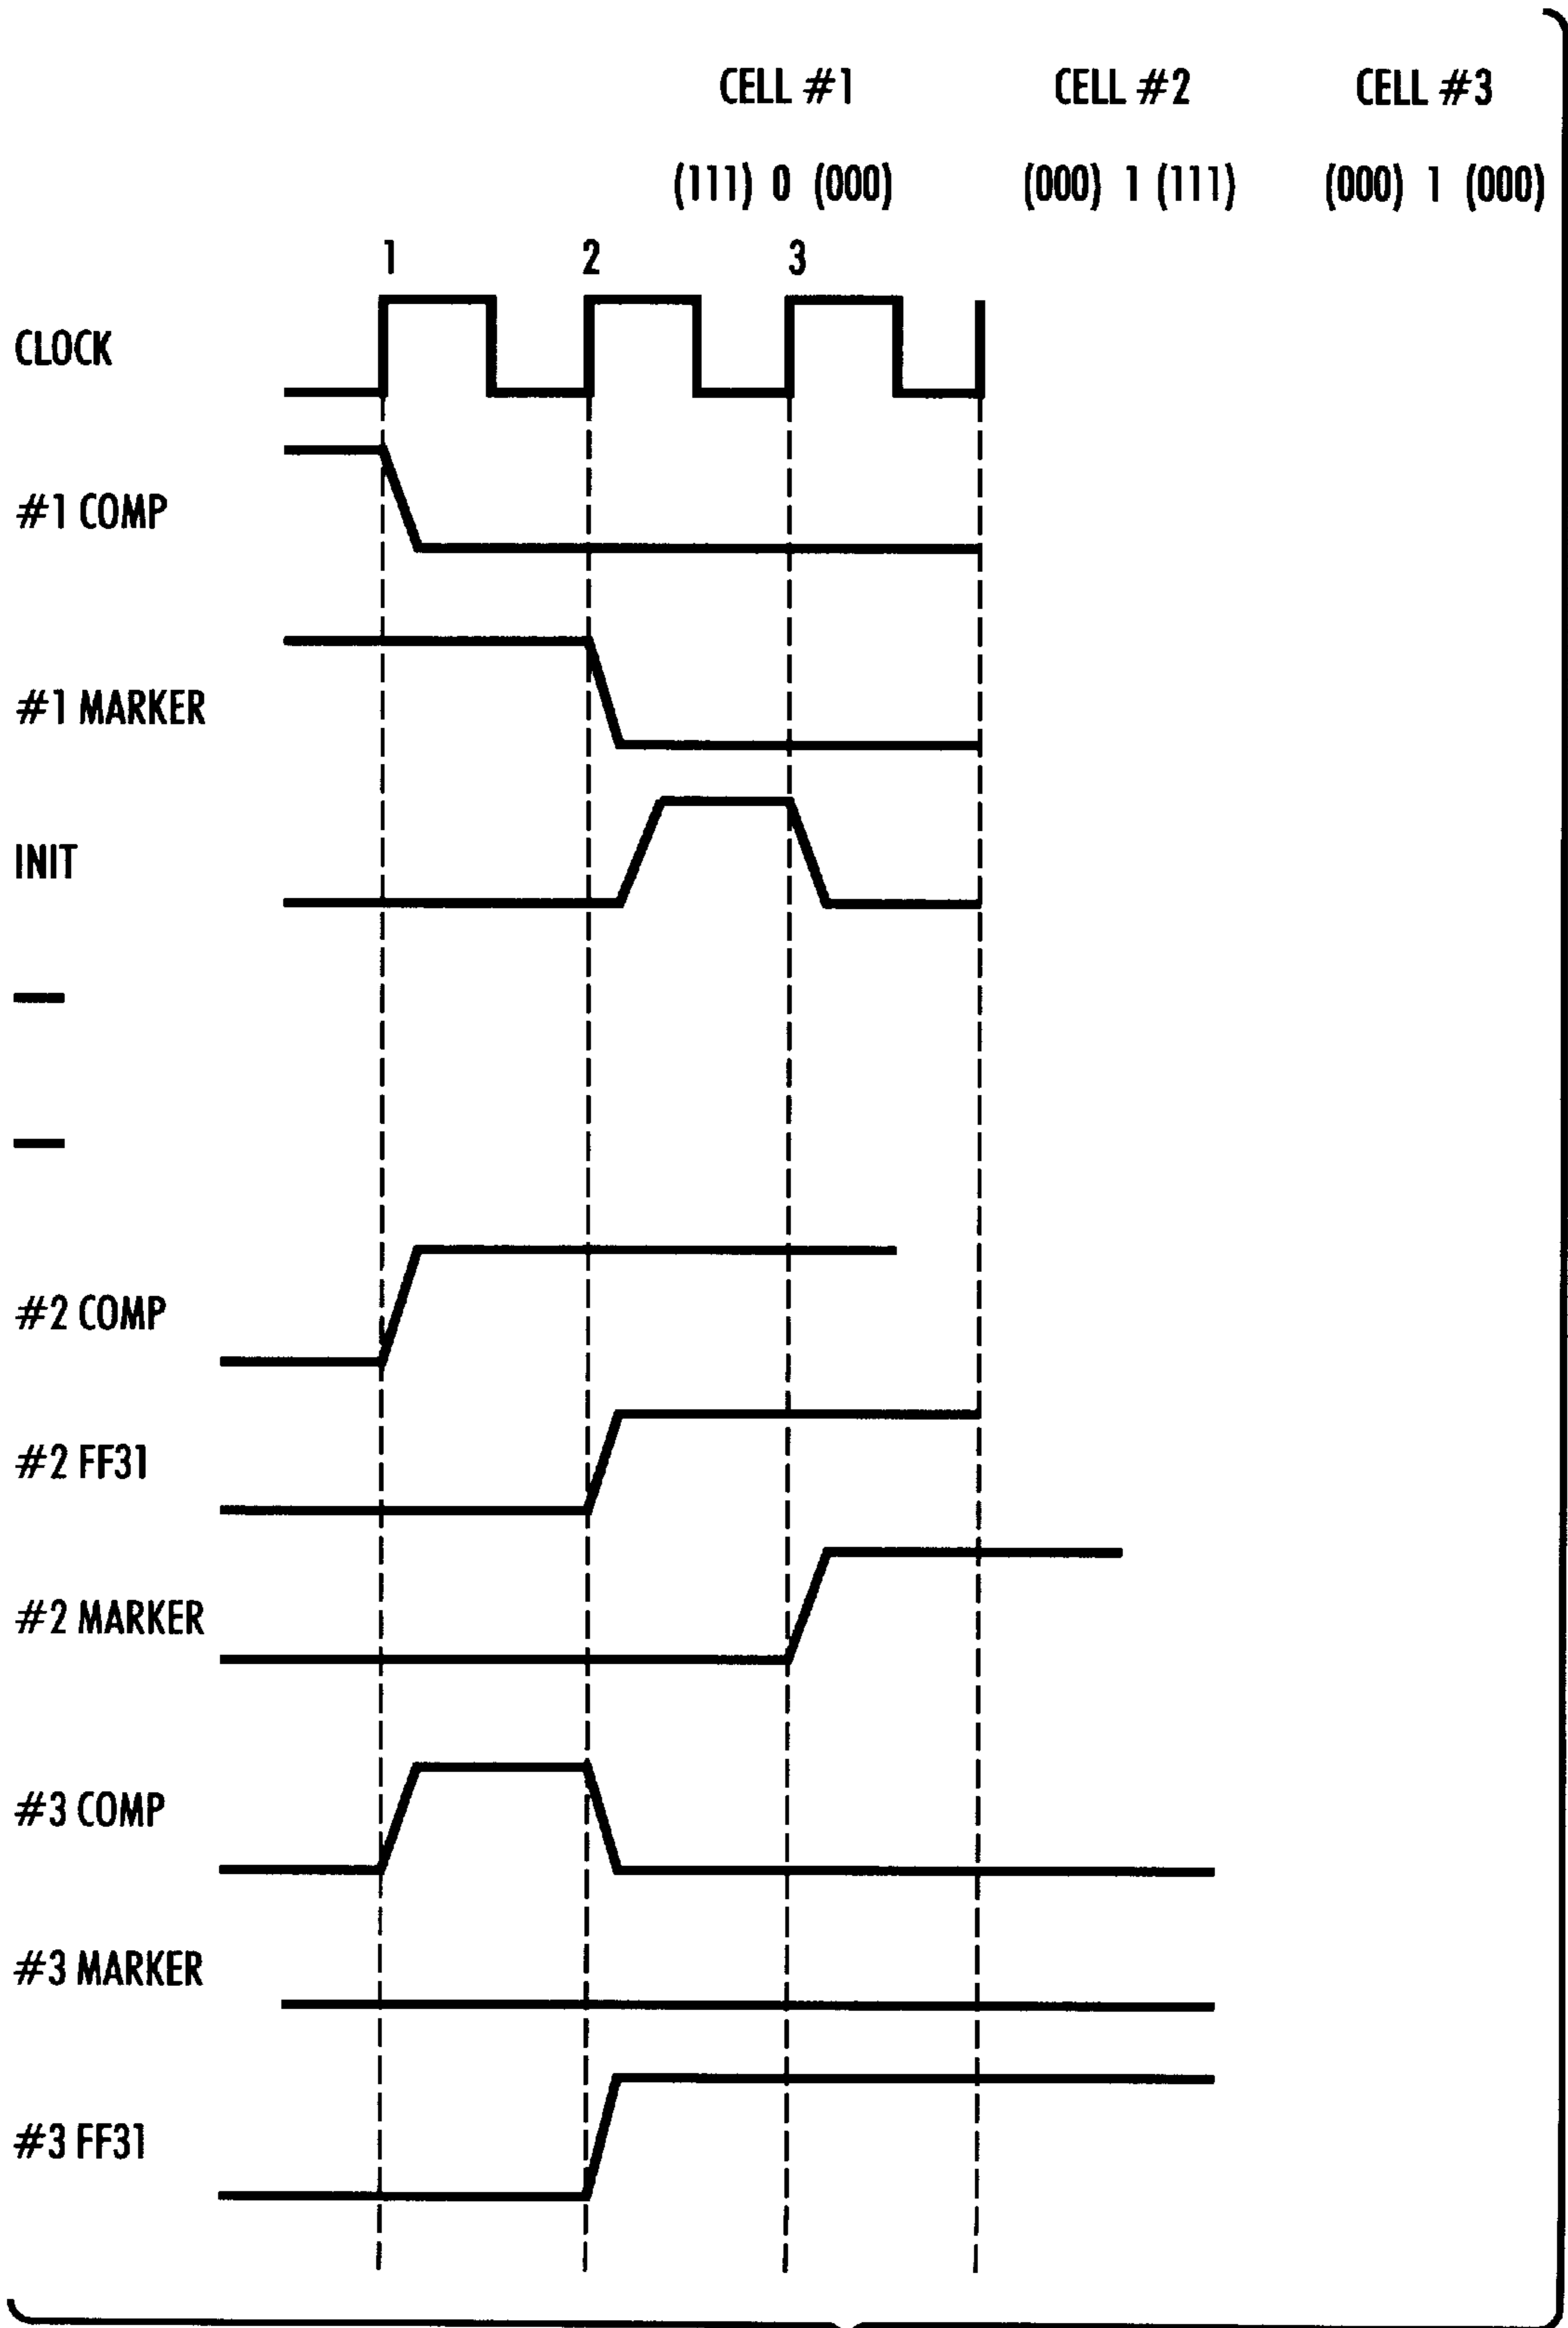 CELL #1 CELL #2 CELL #3
(111) 0 (000) (000) 1 (111) (000) 1 (000)
1 2 3
CLOCK
#1 COMP
#1 MARKER
INIT
—
—
#2 COMP
#2 FF31
#2 MARKER
#3 COMP
#3 MARKER
#3 FF31